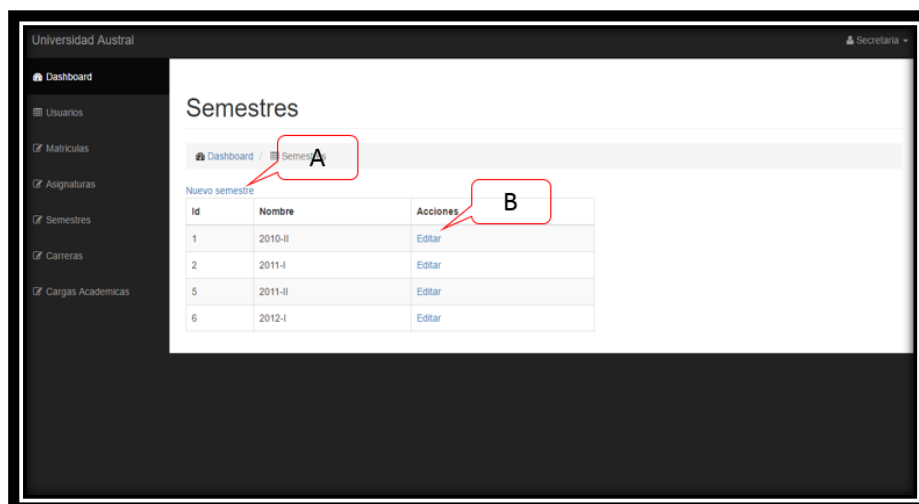 Universidad Austral
Secretaria
Dashboard
Usuarios
Matriculas
Asignaturas
Semestres
Carreras
Cargas Academicas
Semestres
Dashboard / Semestres
A
Nuevo semestre
B
Id Nombre Acciones
1 2010-II Editar
2 2011-I Editar
5 2011-II Editar
6 2012-I Editar